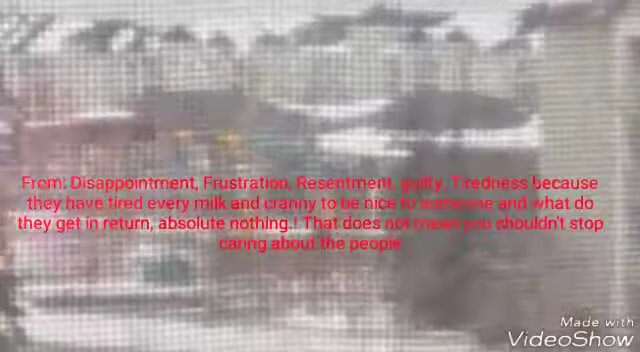 From: Disappointment, Frustration, Resentment, guilty, Tiredness because
they have tired every milk and cranny to be nice to someone and what do
they get in return, absolute nothing.! That does not mean you shouldn't stop
caring about the people
Made with
VideoShow